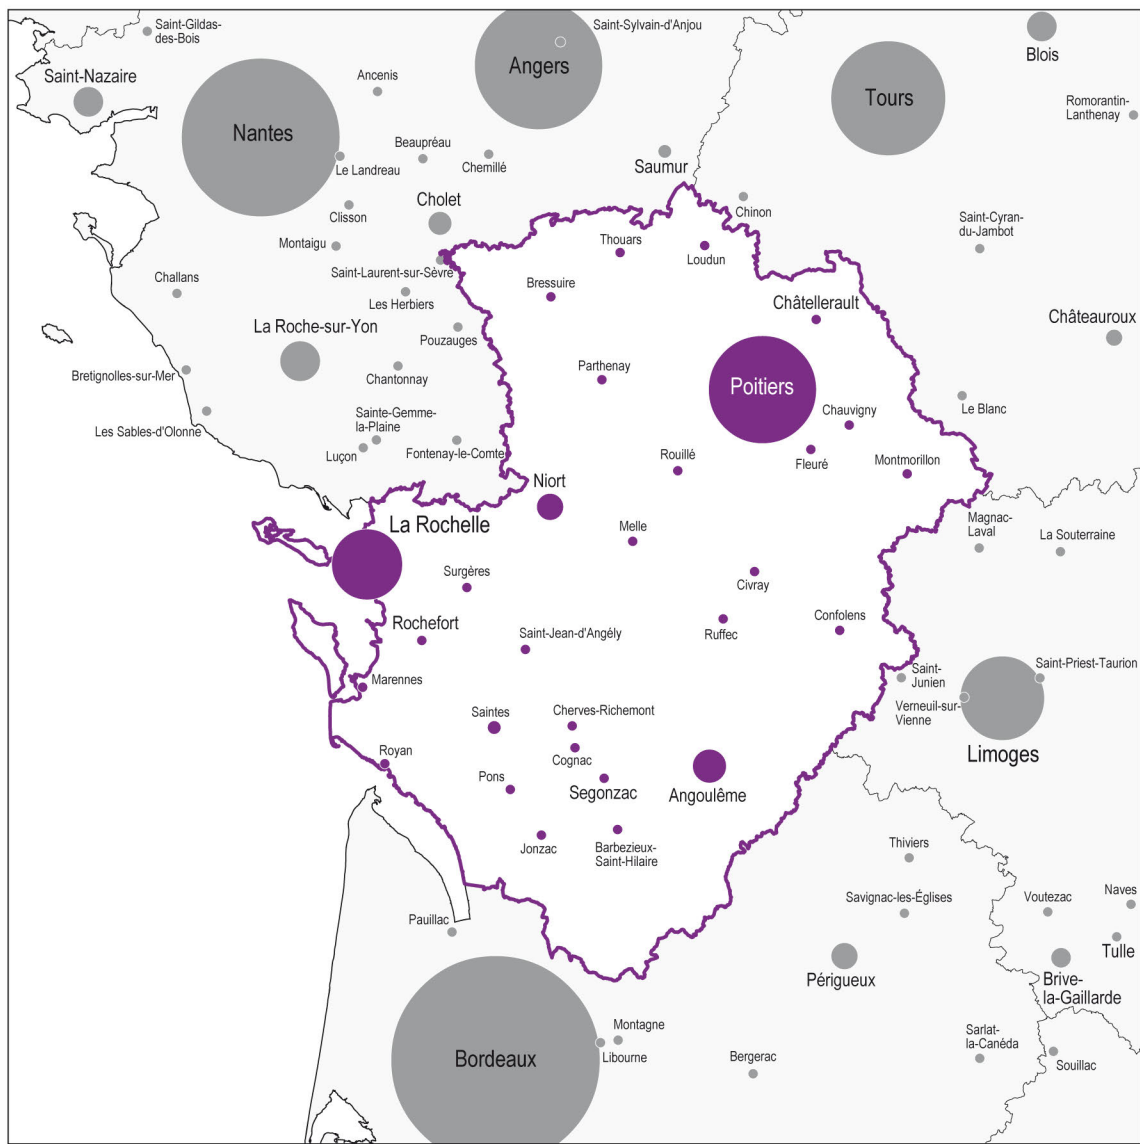 Saint-Gildas-
des-Bois
Saint-Sylvain-d'Anjou
Blois
Saint-Nazaire
Ancenis
Angers
Tours
Romorantin-
Lanthenay
Nantes
Beaupréau
Le Landreau
Chemillé
Saumur
Cholet
Clisson
Chinon
Saint-Cyran-
du-Jambot
Montaigu
Thouars
Loudun
Saint-Laurent-sur-Sèvre
Challans
Les Herbiers
Bressuire
Châtellerault
Châteauroux
La Roche-sur-Yon
Pouzauges
Bretignolles-sur-Mer
Chantonnay
Parthenay
Poitiers
Le Blanc
Sainte-Gemme-
la-Plaine
Chauvigny
Les Sables-d'Olonne
Luçon
Fontenay-le-Comte
Rouillé
Fleuré
Montmorillon
Niort
La Rochelle
Melle
Magnac-
Laval
La Souterraine
Surgères
Civray
Rochefort
Saint-Jean-d'Angély
Ruffec
Confolens
Marennes
Saint-
Junien
Saint-Priest-Taurion
Saintes
Cherves-Richemont
Verneuil-sur-
Vienne
Royan
Cognac
Limoges
Pons
Segonzac
Angoulême
Jonzac
Barbezieux-
Saint-Hilaire
Thiviers
Pauillac
Savignac-les-Églises
Voutezac
Naves
Tulle
Périgueux
Brive-
la-Gaillarde
Montagne
Sarlat-
la-Canéda
Bordeaux
Libourne
Bergerac
Souillac